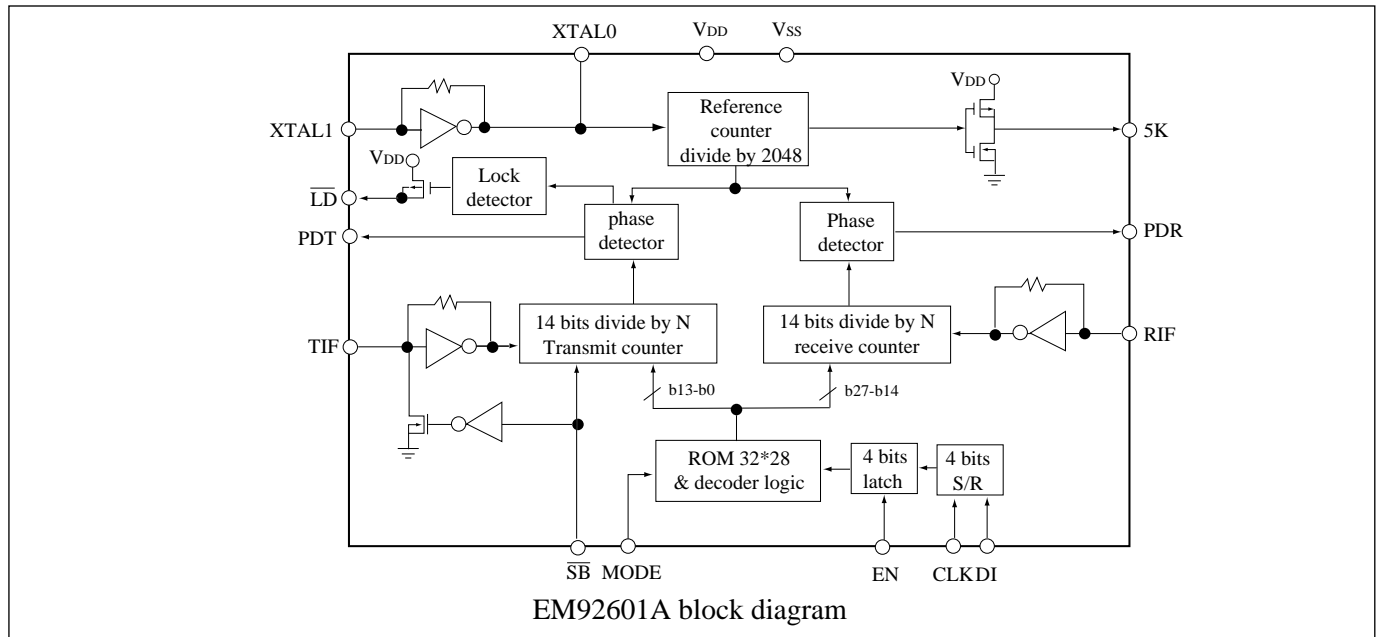 XTAL0 VDD VSS
VDD
XTAL1
Reference
counter
divide by 2048
5K
VDD
LD
Lock
detector
phase
detector
Phase
detector
PDT
PDR
14 bits divide by N
Transmit counter
14 bits divide by N
receive counter
TIF
RIF
b13-b0
b27-b14
ROM 32*28
& decoder logic
4 bits
latch
4 bits
S/R
SB MODE EN CLK DI
EM92601A block diagram